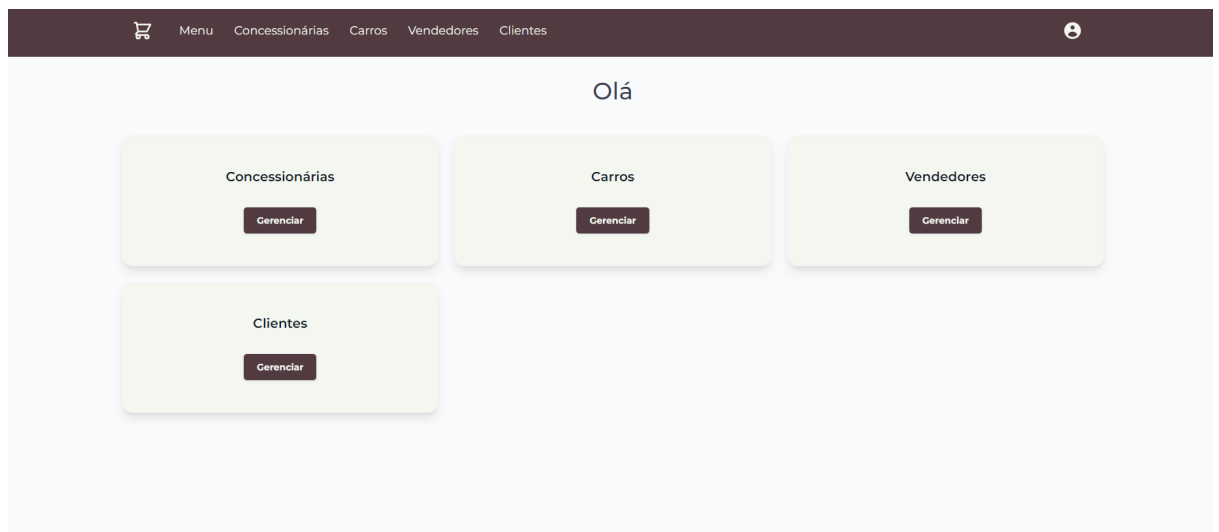 Menu Concessionárias Carros Vendedores Clientes
Olá
Concessionárias
Gerenciar
Carros
Gerenciar
Vendedores
Gerenciar
Clientes
Gerenciar